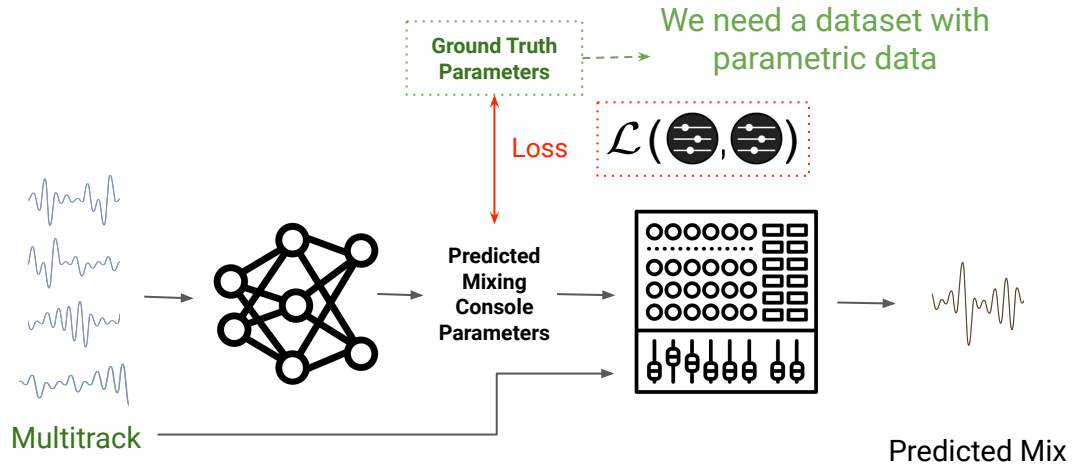 We need a dataset with
parametric data
Ground Truth
Parameters
Loss
ℒ( , )
Predicted
Mixing
Console
Parameters
Multitrack
Predicted Mix